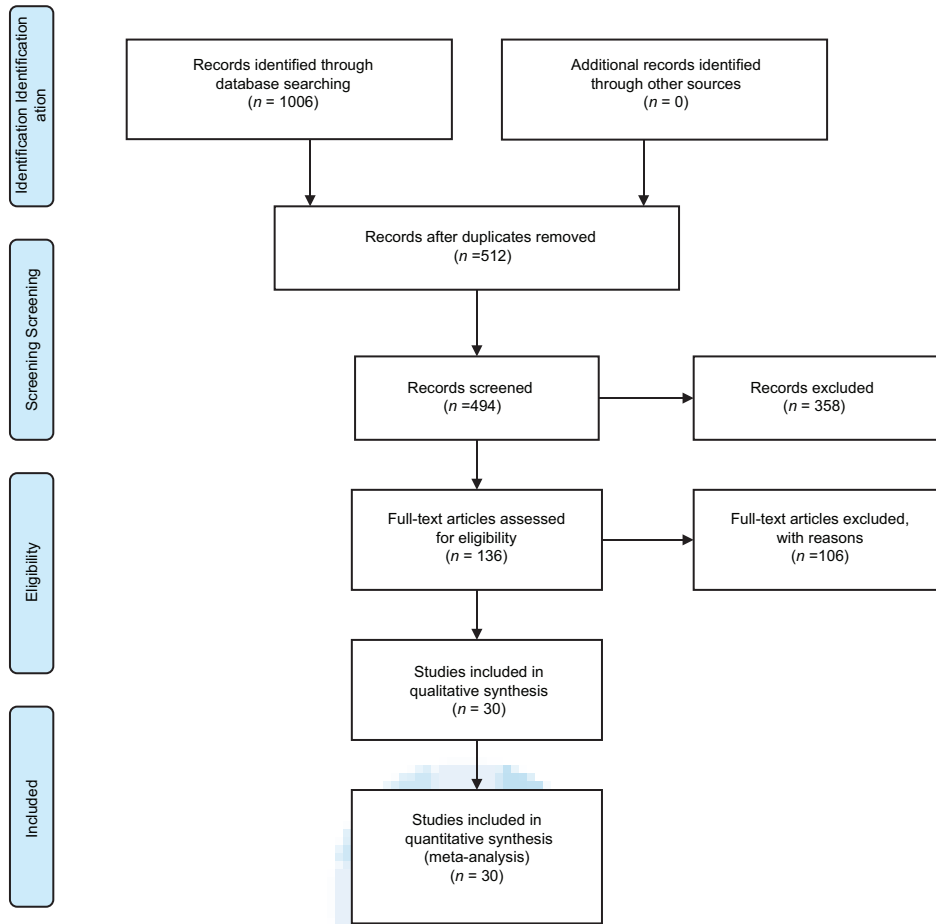 Identification Identification
ation
Records identified through
database searching
(n = 1006)
Additional records identified
through other sources
(n = 0)
Records after duplicates removed
(n =512)
Screening Screening
Records screened
(n =494)
Records excluded
(n = 358)
Eligibility
Full-text articles assessed
for eligibility
(n = 136)
Full-text articles excluded,
with reasons
(n =106)
Studies included in
qualitative synthesis
(n = 30)
Included
Studies included in
quantitative synthesis
(meta-analysis)
(n = 30)